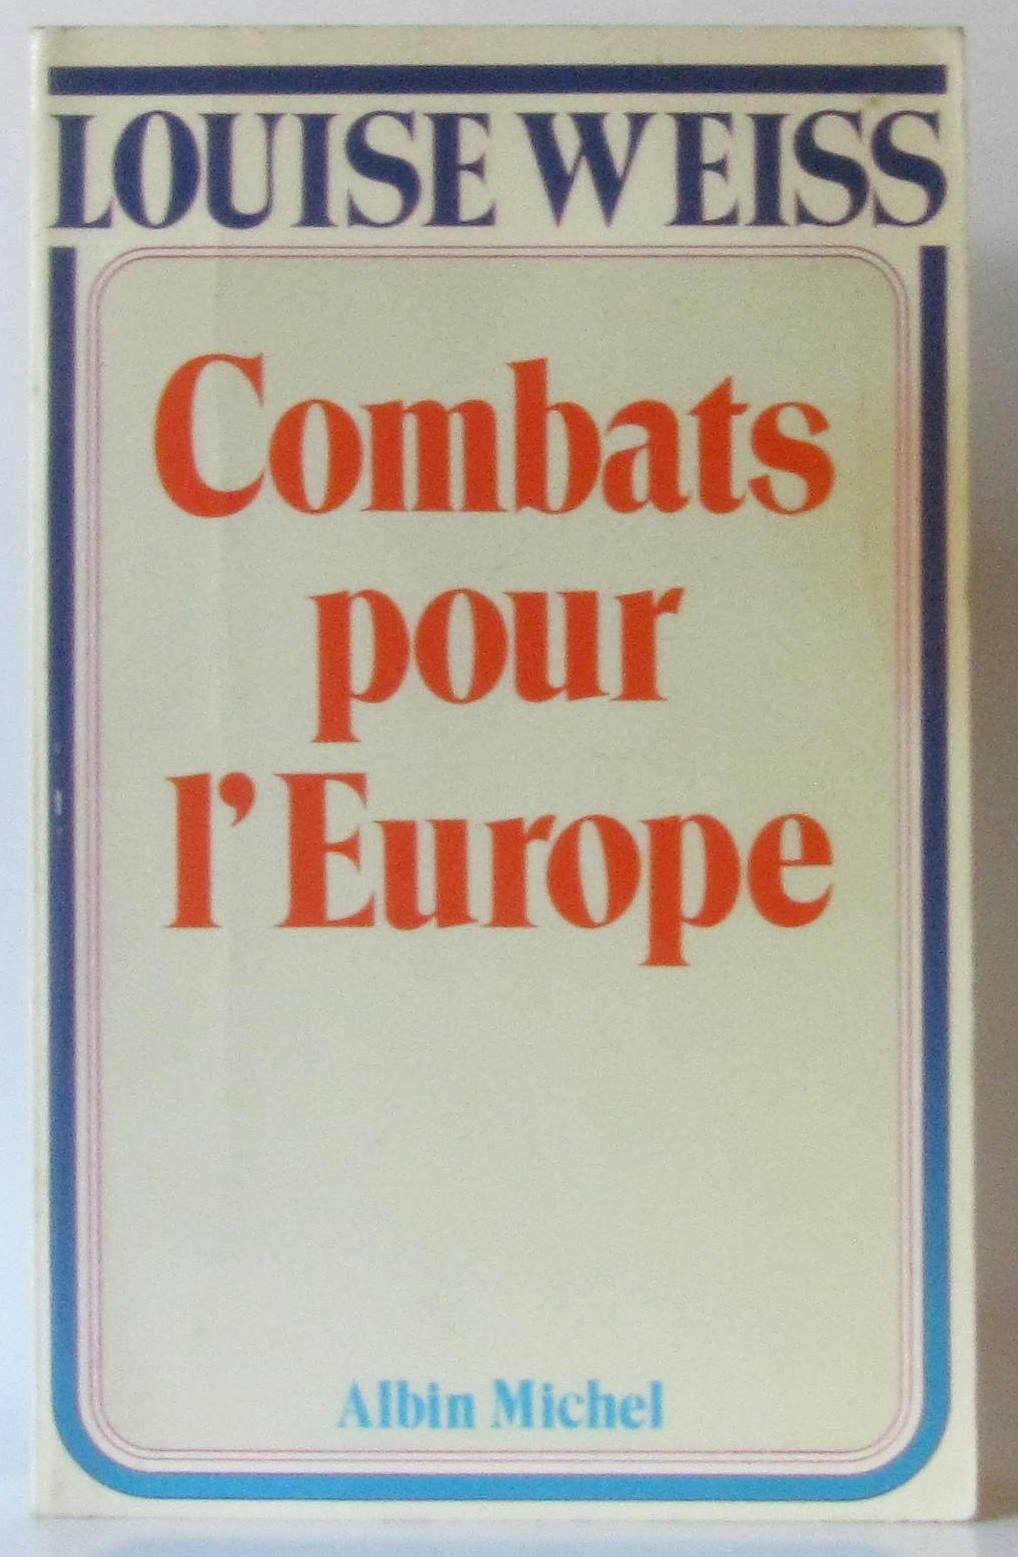 LOUISE WEISS
Combats
pour
l'Europe
Albin Michel